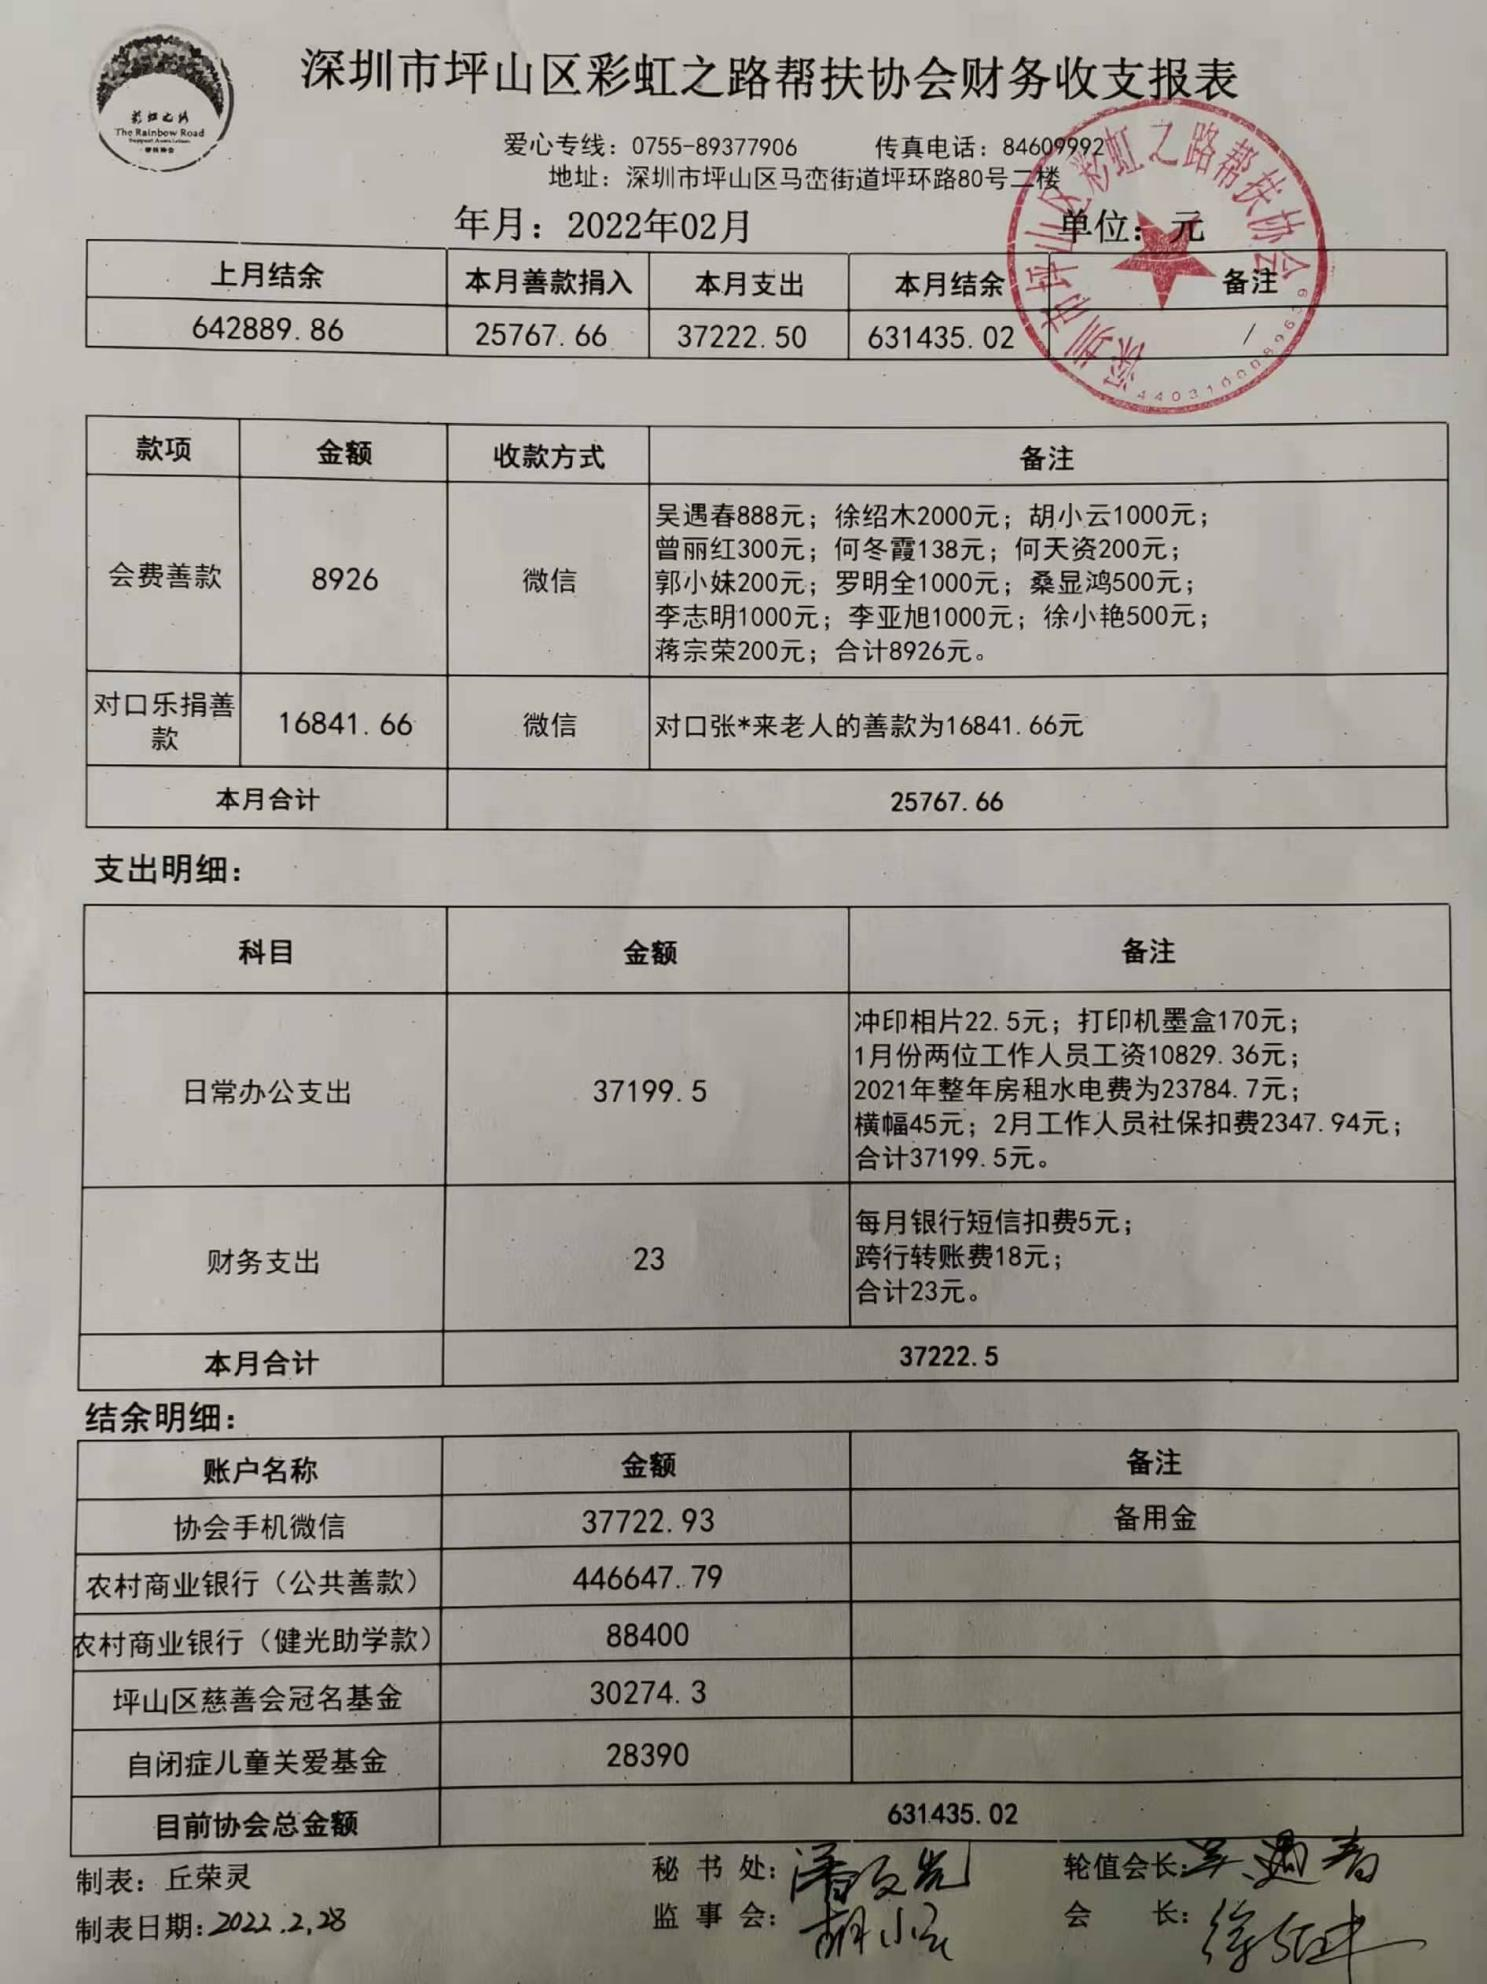 彩虹之路
The Rainbow Road
Support Association
帮扶协会
深圳市坪山区彩虹之路帮扶协会财务收支报表
爱心专线：0755-89377906 传真电话：84609992
地址：深圳市坪山区马峦街道坪环路80号二楼
年月：2022年02月 单位：元
深圳市坪山区彩虹之路帮扶协会
上月结余 本月善款捐入 本月支出 本月结余 备注
642889.86 25767.66 37222.50 631435.02 /
款项 金额 收款方式 备注
会费善款 8926 微信
吴遇春888元；徐绍木2000元；胡小云1000元；
曾丽红300元；何冬霞138元；何天资200元；
郭小妹200元；罗明全1000元；桑显鸿500元；
李志明1000元；李亚旭1000元；徐小艳500元；
蒋宗荣200元；合计8926元。
对口乐捐善
款
16841.66 微信 对口张*来老人的善款为16841.66元
本月合计 25767.66
支出明细：
科目 金额 备注
日常办公支出 37199.5
冲印相片22.5元；打印机墨盒170元；
1月份两位工作人员工资10829.36元；
2021年整年房租水电费为23784.7元；
横幅45元；2月工作人员社保扣费2347.94元；
合计37199.5元。
财务支出 23
每月银行短信扣费5元；
跨行转账费18元；
合计23元。
本月合计 37222.5
结余明细：
账户名称 金额 备注
协会手机微信 37722.93 备用金
农村商业银行（公共善款） 446647.79
农村商业银行（健光助学款） 88400
坪山区慈善会冠名基金 30274.3
自闭症儿童关爱基金 28390
目前协会总金额 631435.02
制表：丘荣灵 秘书处： 轮值会长：吴遇春
制表日期：2022.2.28 监事会：胡小云 会长：徐绍木